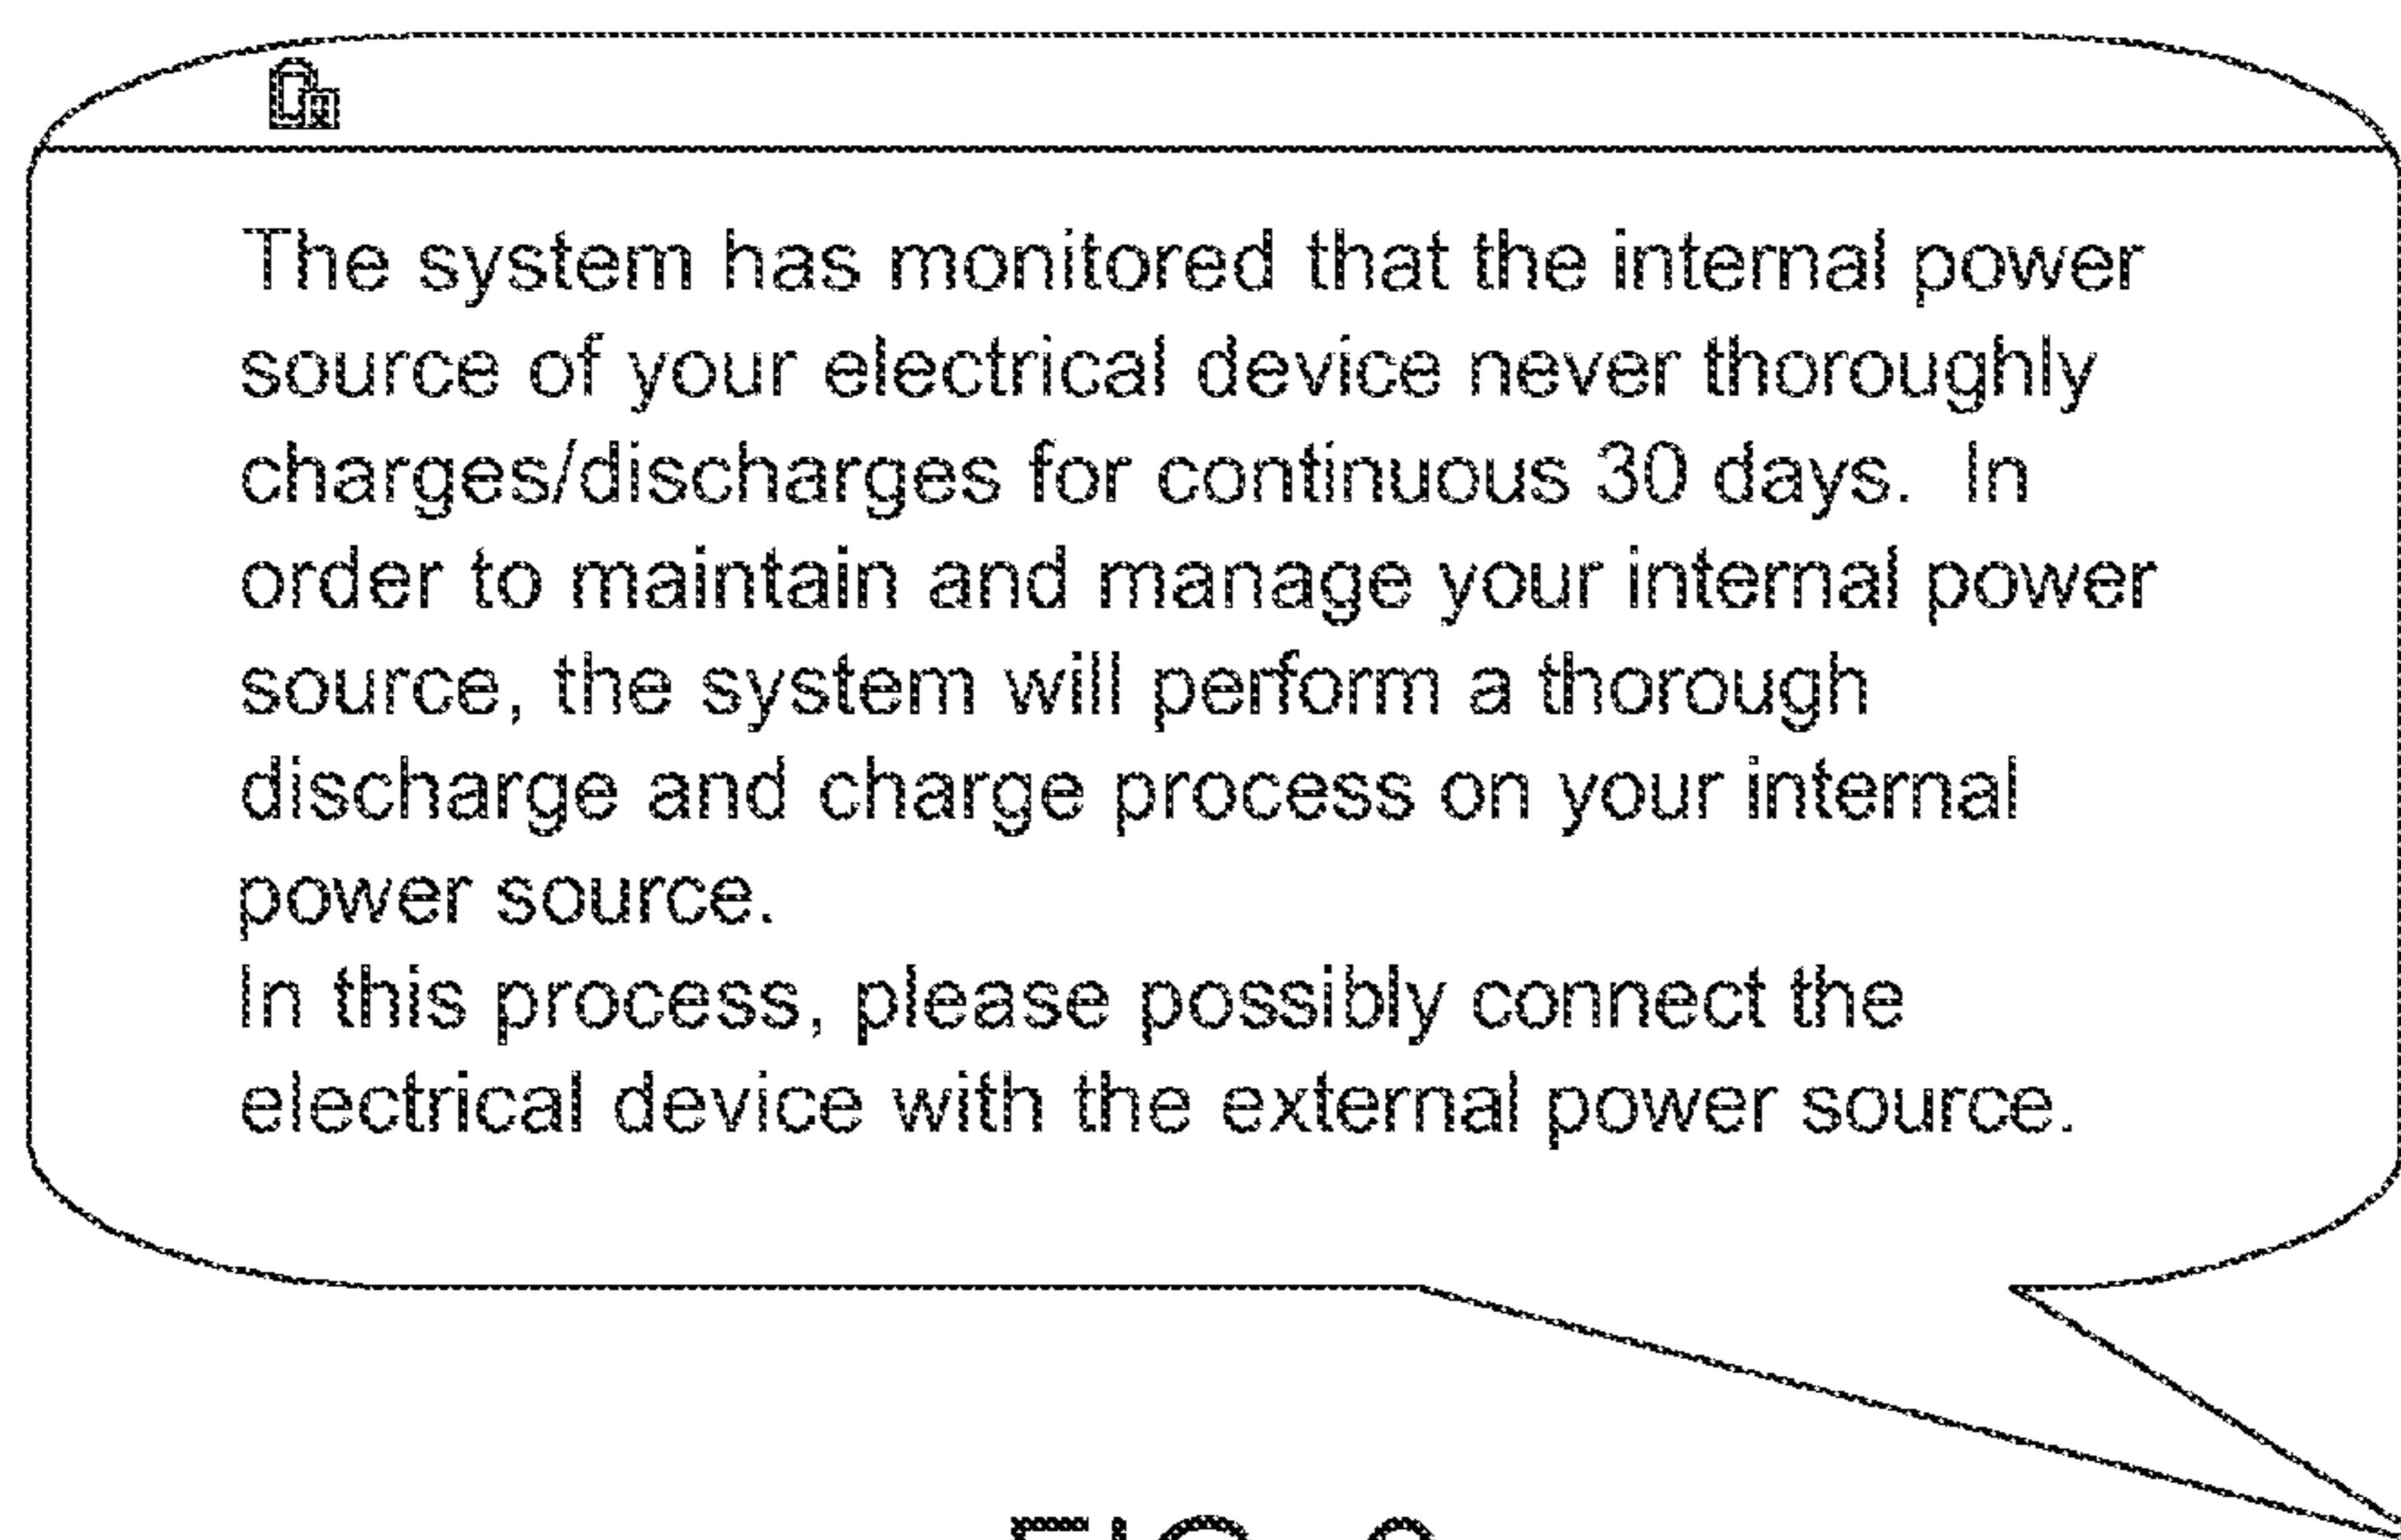 The system has monitored that the internal power
source of your electrical device never thoroughly
charges/discharges for continuous 30 days.  In
order to maintain and manage your internal power
source, the system will perform a thorough
discharge and charge process on your internal
power source.
In this process, please possibly connect the
electrical device with the external power source.